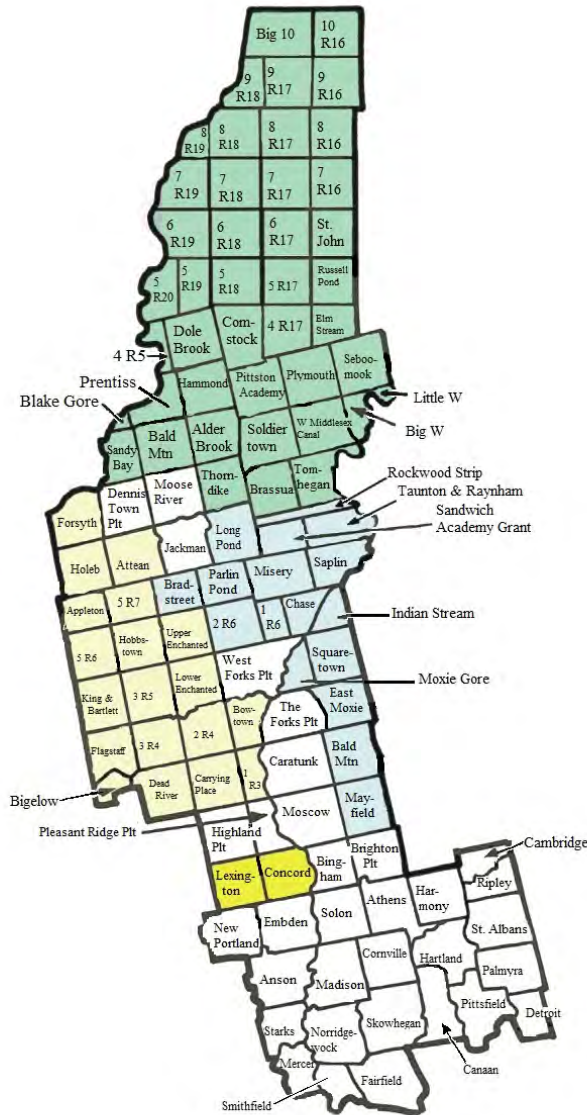 Big 10
10
R16
9
R18
9
R17
9
R16
8
R19
8
R18
8
R17
8
R16
7
R19
7
R18
7
R17
7
R16
6
R19
6
R18
6
R17
St.
John
5
R20
5
R19
5
R18
5 R17
Russell
Pond
4 R5
Dole
Brook
Com-
stock
4 R17
Elm
Stream
Prentiss
Hammond
Pittston
Academy
Plymouth
Seboo-
mook
Little W
Blake Gore
Big W
Sandy
Bay
Bald
Mtn
Alder
Brook
Soldier
town
W Middlesex
Canal
Thorn-
dike
Brassua
Tom-
hegan
Rockwood Strip
Taunton & Raynham
Sandwich
Academy Grant
Forsyth
Dennis
Town
Plt
Moose
River
Long
Pond
Jackman
Holeb
Attean
Brad-
street
Parlin
Pond
Misery
Saplin
Appleton
5 R7
2 R6
1
R6
Chase
Indian Stream
5 R6
Hobbs-
town
Upper
Enchanted
West
Forks Plt
Square-
town
Moxie Gore
King &
Bartlett
3 R5
Lower
Enchanted
Bow-
town
The
Forks Plt
East
Moxie
Flagstaff
3 R4
2 R4
Caratunk
Bald
Mtn
Bigelow
Dead
River
Carrying
Place
1
R3
Moscow
May-
field
Pleasant Ridge Plt
Highland
Plt
Bing-
ham
Brighton
Plt
Cambridge
Lexing-
ton
Concord
Ripley
New
Portland
Embden
Solon
Athens
Har-
mony
St. Albans
Anson
Madison
Cornville
Hartland
Palmyra
Starks
Norridge-
wock
Skowhegan
Pittsfield
Detroit
Mercer
Canaan
Smithfield
Fairfield